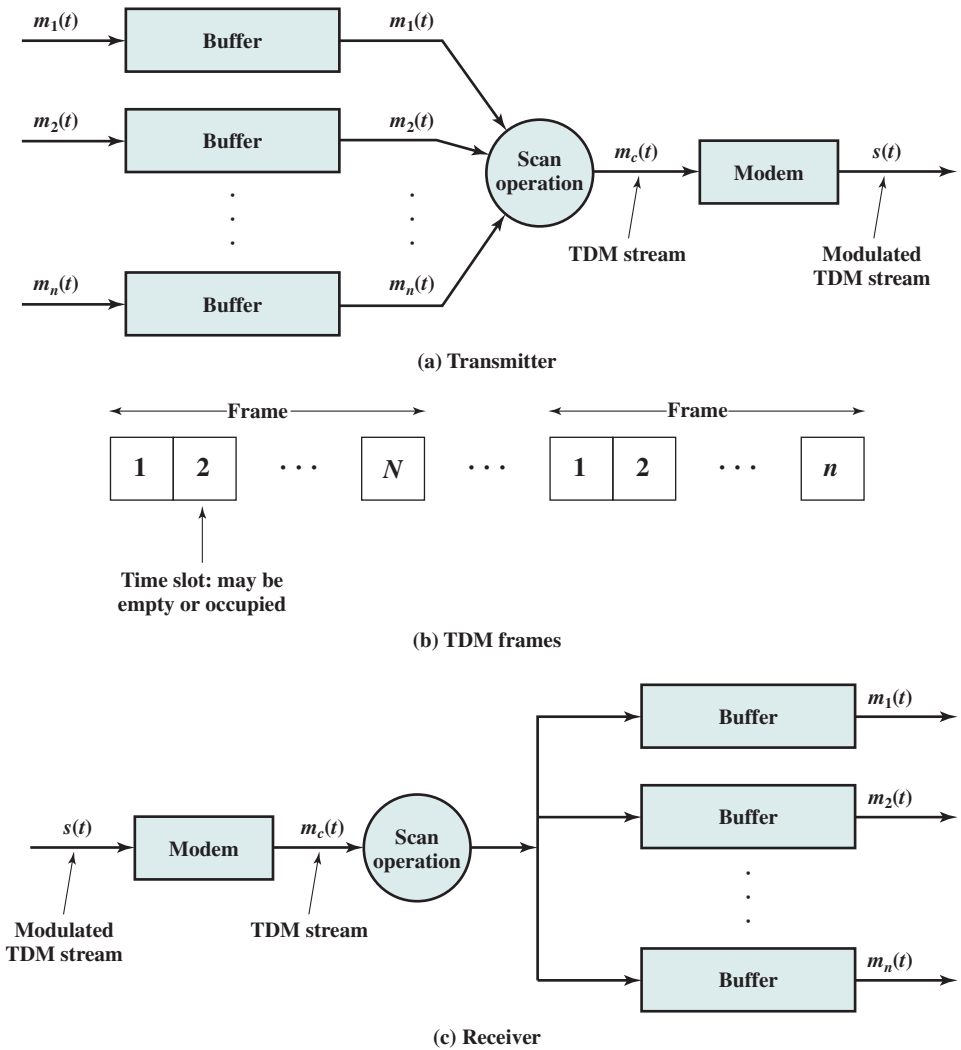 m₁(t) Buffer m₁(t)
m₂(t) Buffer m₂(t)
Scan operation
m_c(t) Modem s(t)
TDM stream
Modulated TDM stream
. . .
. . .
mₙ(t) Buffer mₙ(t)
(a) Transmitter
Frame Frame
1 2 . . . N . . . 1 2 . . . n
Time slot: may be
empty or occupied
(b) TDM frames
Buffer m₁(t)
Buffer m₂(t)
s(t) Modem m_c(t) Scan operation
. . .
Modulated TDM stream
TDM stream
Buffer mₙ(t)
(c) Receiver